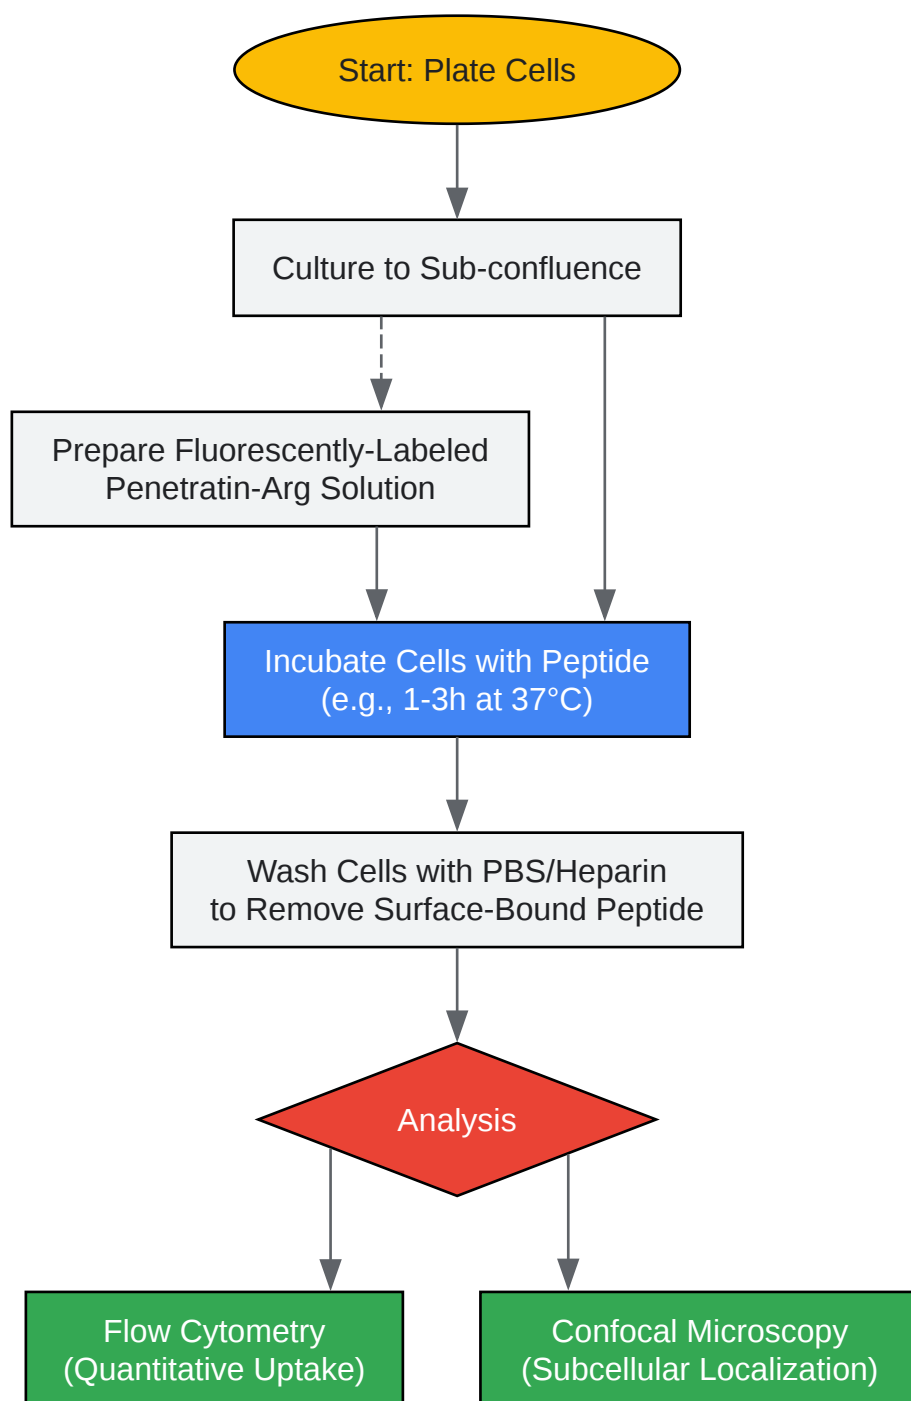 Start: Plate Cells
Culture to Sub-confluence
Prepare Fluorescently-Labeled
Penetratin-Arg Solution
Incubate Cells with Peptide
(e.g., 1-3h at 37°C)
Wash Cells with PBS/Heparin
to Remove Surface-Bound Peptide
Analysis
Flow Cytometry
(Quantitative Uptake)
Confocal Microscopy
(Subcellular Localization)